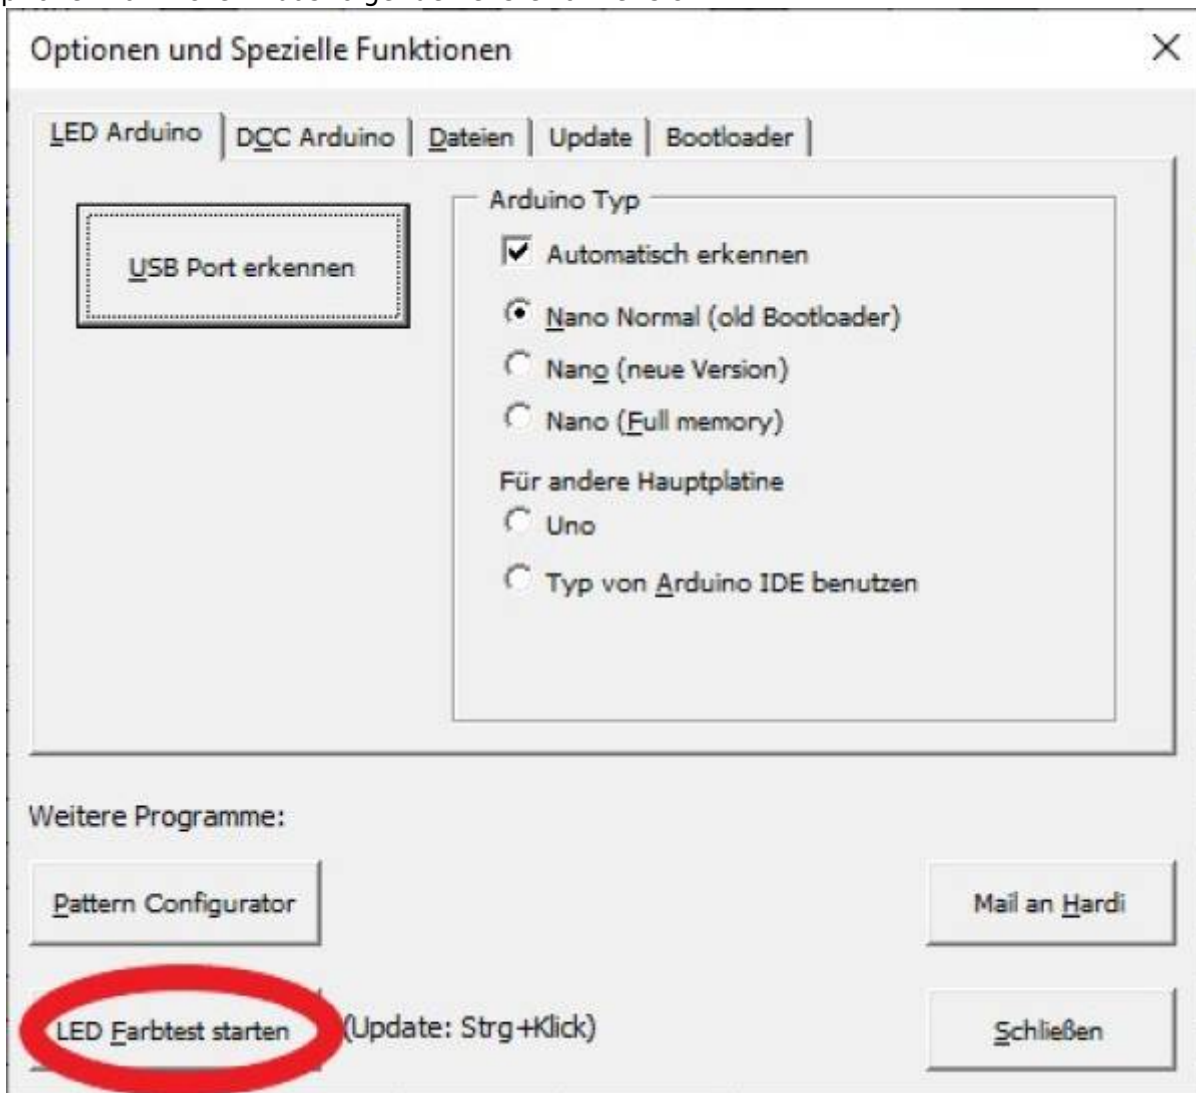 Optionen und Spezielle Funktionen
LED Arduino
DCC Arduino
Dateien
Update
Bootloader
USB Port erkennen
Arduino Typ
Automatisch erkennen
Nano Normal (old Bootloader)
Nano (neue Version)
Nano (Full memory)
Für andere Hauptplatine
Uno
Typ von Arduino IDE benutzen
Weitere Programme:
Pattern Configurator
Mail an Hardi
LED Farbtest starten
(Update: Strg+Klick)
Schließen